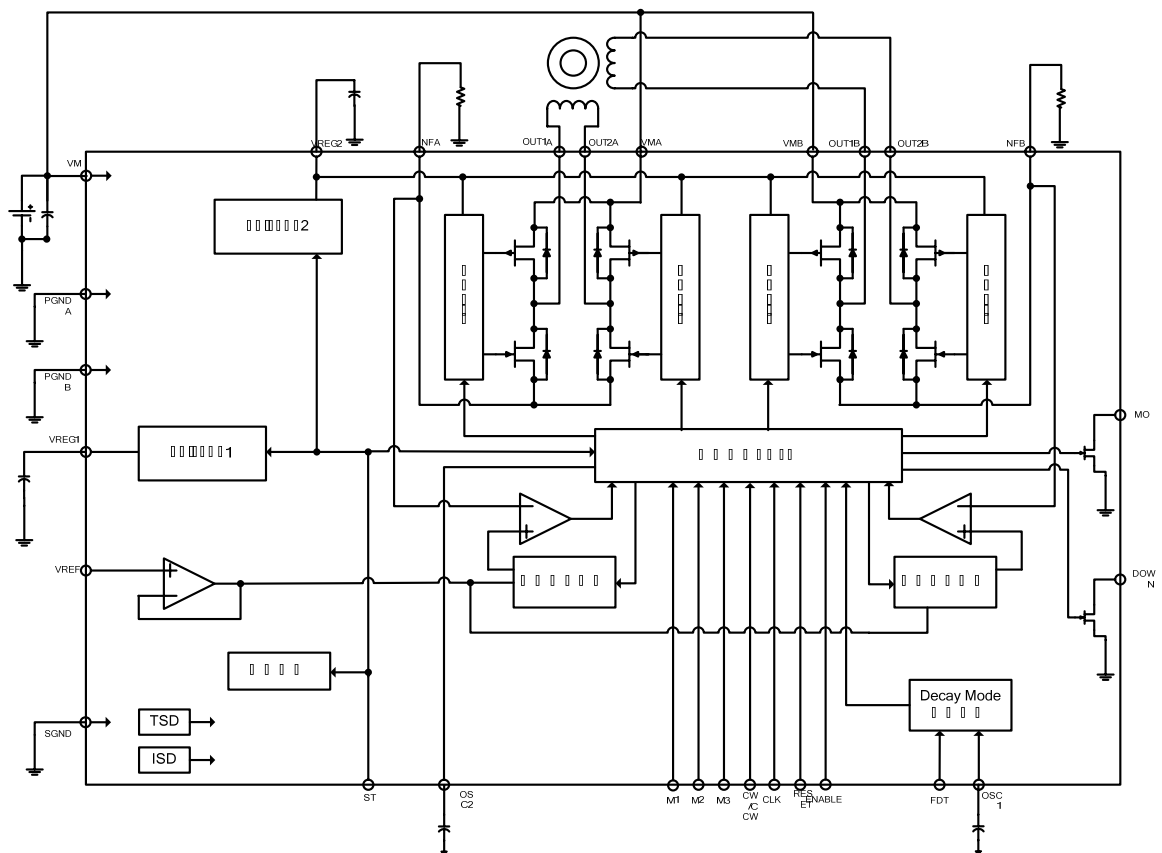 VREG2
NFA
OUT1A
OUT2A
VMA
VMB
OUT1B
OUT2B
NFB
VM
2
PGND
A
PGND
B
VREG1
1
MO
VREF
DOW
N
Decay Mode
TSD
SGND
ISD
ST
OS
C2
M1
M2
M3
CW
/C
CW
CLK
RES
ET
ENABLE
FDT
OSC
1